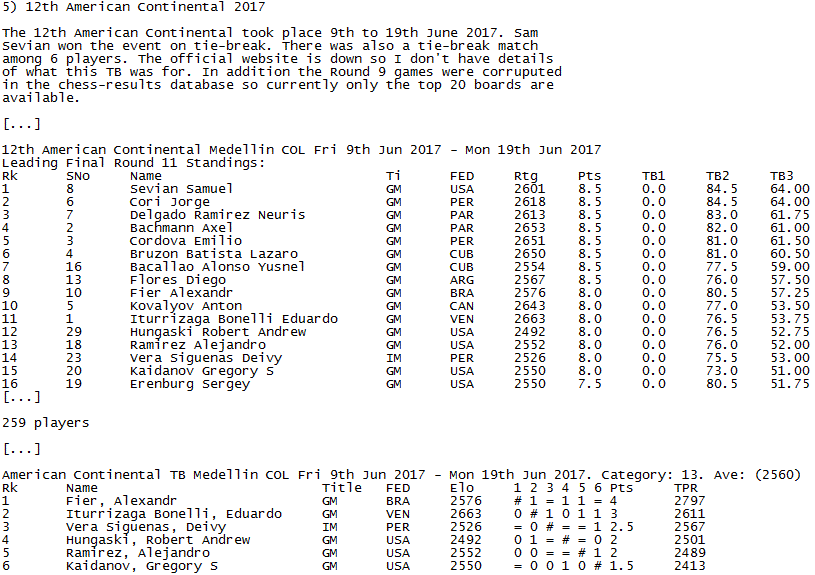 5) 12th American Continental 2017
The 12th American Continental took place 9th to 19th June 2017. Sam
Sevian won the event on tie-break. There was also a tie-break match
among 6 players. The official website is down so I don't have details
of what this TB was for. In addition the Round 9 games were corruputed
in the chess-results database so currently only the top 20 boards are
available.
[...]
12th American Continental Medellin COL Fri 9th Jun 2017 - Mon 19th Jun 2017
Leading Final Round 11 Standings:
Rk SNo Name Ti FED Rtg Pts TB1 TB2 TB3
1 8 Sevian Samuel GM USA 2601 8.5 0.0 84.5 64.00
2 6 Cori Jorge GM PER 2618 8.5 0.0 84.5 64.00
3 7 Delgado Ramirez Neuris GM PAR 2613 8.5 0.0 83.0 61.75
4 2 Bachmann Axel GM PAR 2653 8.5 0.0 82.0 61.00
5 3 Cordova Emilio GM PER 2651 8.5 0.0 81.0 61.50
6 4 Bruzon Batista Lazaro GM CUB 2650 8.5 0.0 81.0 60.50
7 16 Bacallao Alonso Yusnel GM CUB 2554 8.5 0.0 77.5 59.00
8 13 Flores Diego GM ARG 2567 8.5 0.0 76.0 57.50
9 10 Fier Alexandr GM BRA 2576 8.0 0.0 80.5 57.25
10 5 Kovalyov Anton GM CAN 2643 8.0 0.0 77.0 53.50
11 1 Iturrizaga Bonelli Eduardo GM VEN 2663 8.0 0.0 76.5 53.75
12 29 Hungaski Robert Andrew GM USA 2492 8.0 0.0 76.5 52.75
13 18 Ramirez Alejandro GM USA 2552 8.0 0.0 76.0 52.00
14 23 Vera Siguenas Deivy IM PER 2526 8.0 0.0 75.5 53.00
15 20 Kaidanov Gregory S GM USA 2550 8.0 0.0 73.0 51.00
16 19 Erenburg Sergey GM USA 2550 7.5 0.0 80.5 51.75
[...]
259 players
[...]
American Continental TB Medellin COL Fri 9th Jun 2017 - Mon 19th Jun 2017. Category: 13. Ave: (2560)
Rk Name Title FED Elo 1 2 3 4 5 6 Pts TPR
1 Fier, Alexandr GM BRA 2576 # 1 = 1 1 = 4 2797
2 Iturrizaga Bonelli, Eduardo GM VEN 2663 0 # 1 0 1 1 3 2611
3 Vera Siguenas, Deivy IM PER 2526 = 0 # = = 1 2.5 2567
4 Hungaski, Robert Andrew GM USA 2492 0 1 = # = 0 2 2501
5 Ramirez, Alejandro GM USA 2552 0 0 = = # 1 2 2489
6 Kaidanov, Gregory S GM USA 2550 = 0 0 1 0 # 1.5 2413